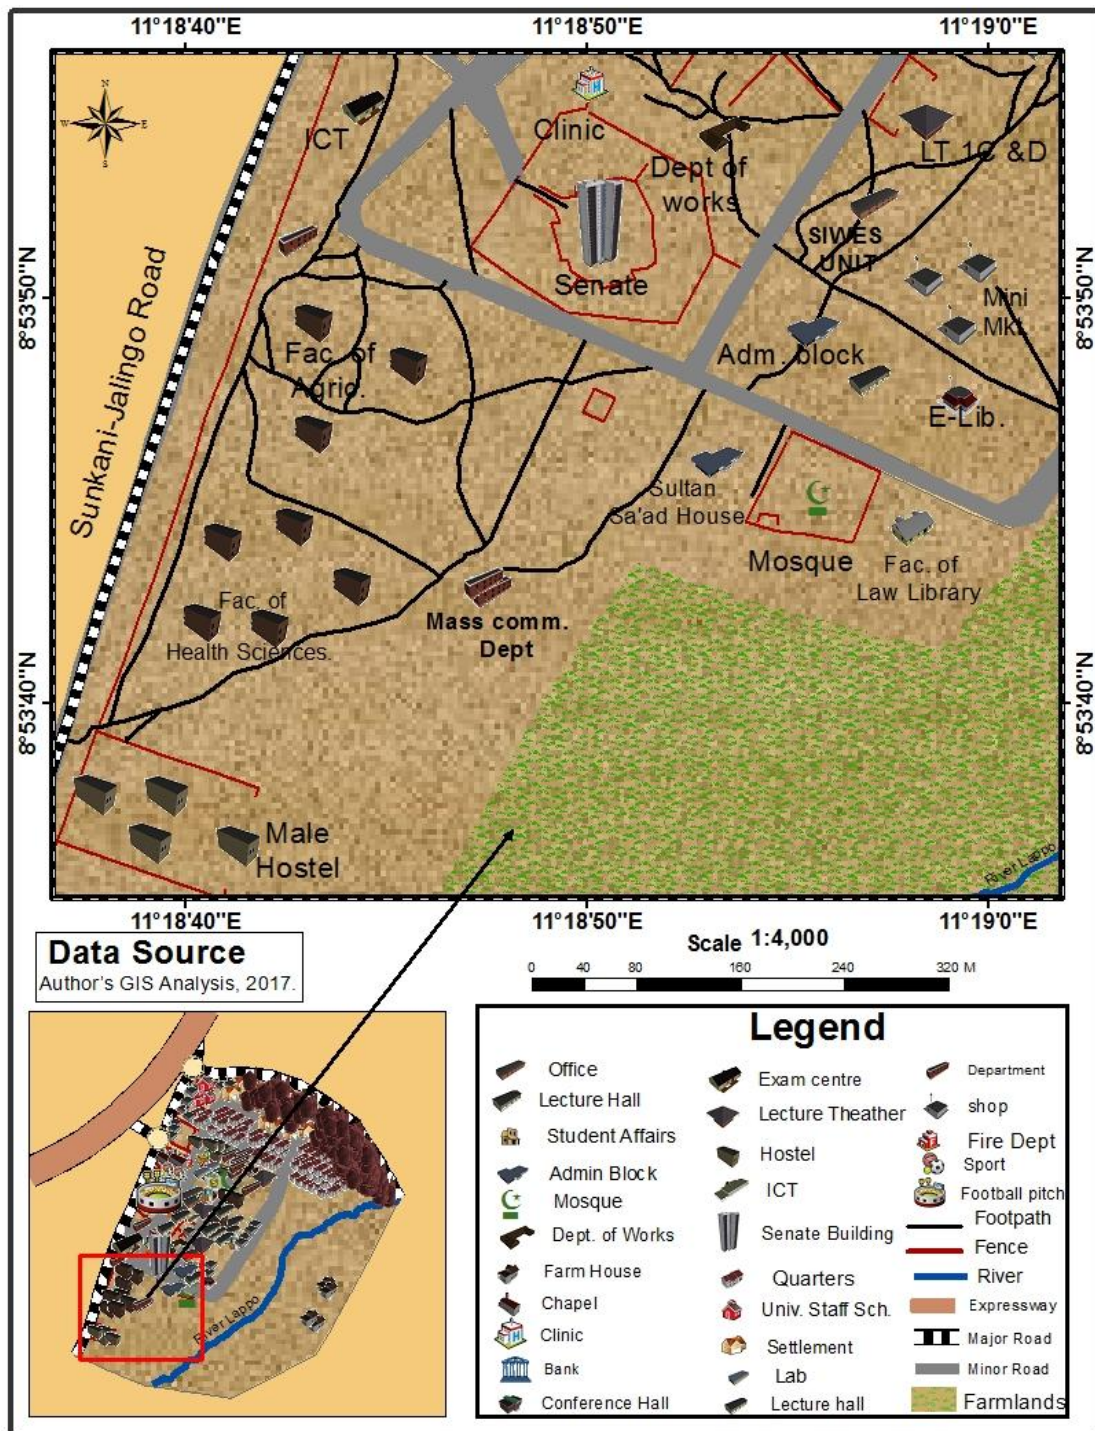 11°18'40"E
11°18'50"E
11°19'0"E
8°53'50"N
8°53'40"N
8°53'50"N
8°53'40"N
N
W
E
S
Sunkani-Jalingo Road
ICT
Clinic
Dept of
works
LT 1C &D
SIWES
UNIT
Senate
Mini
Mkt.
Adm. block
Fac. of
Agric.
E-Lib.
Sultan
Sa'ad House
Mosque
Fac. of
Law Library
Fac. of
Health Sciences.
Mass comm.
Dept
Male
Hostel
River Lappo
11°18'40"E
11°18'50"E
11°19'0"E
Data Source
Author's GIS Analysis, 2017.
Scale 1:4,000
0 40 80 160 240 320 M
River Lappo
Legend
Office
Lecture Hall
Student Affairs
Admin Block
Mosque
Dept. of Works
Farm House
Chapel
Clinic
Bank
Conference Hall
Exam centre
Lecture Theather
Hostel
ICT
Senate Building
Quarters
Univ. Staff Sch.
Settlement
Lab
Lecture hall
Department
shop
Fire Dept
Sport
Football pitch
Footpath
Fence
River
Expressway
Major Road
Minor Road
Farmlands